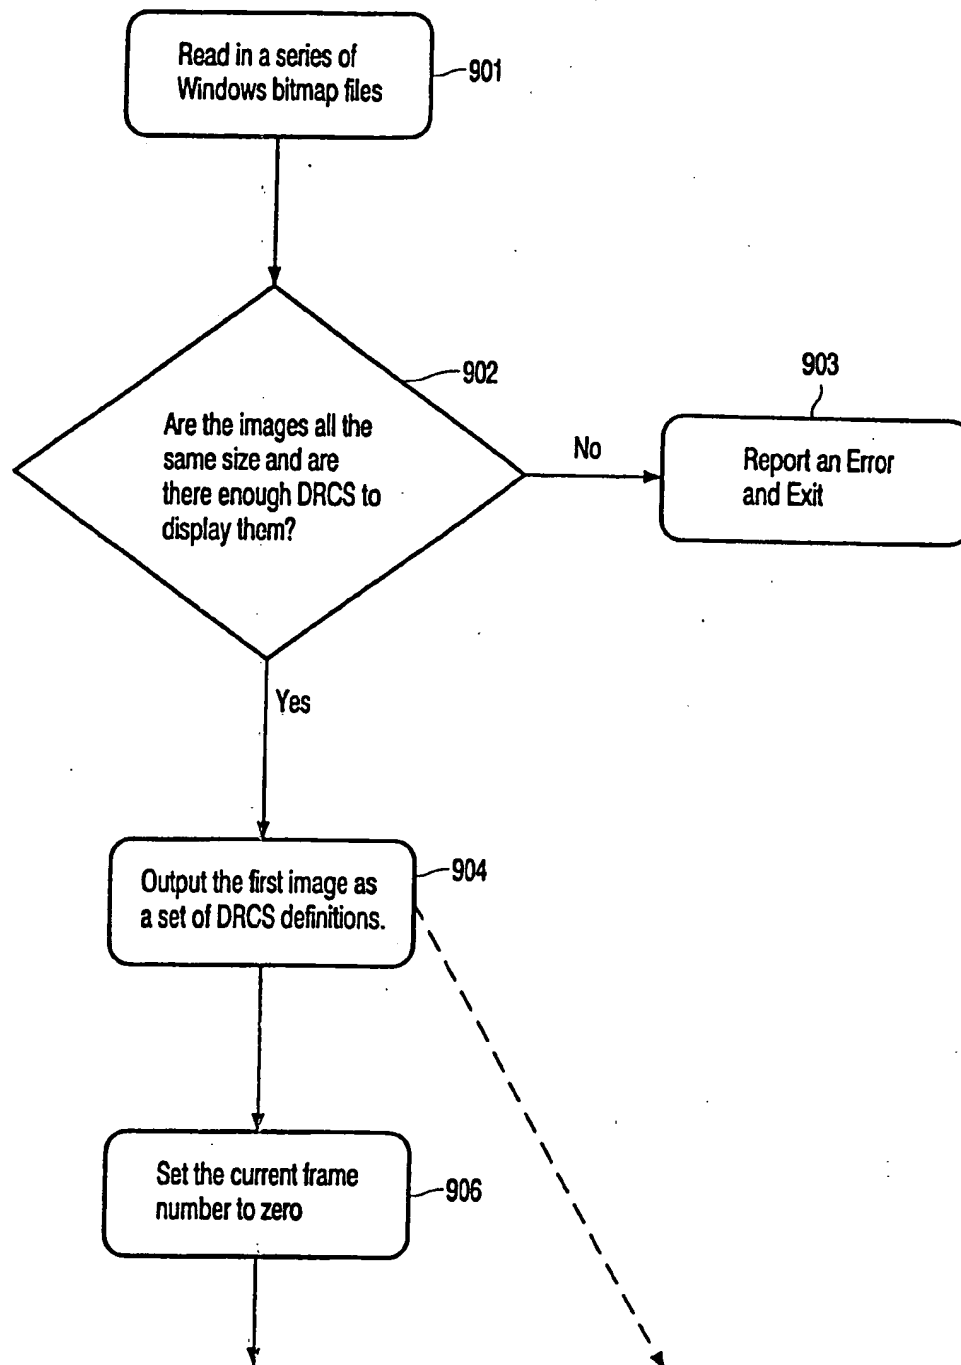 Read in a series of
Windows bitmap files
901
902
Are the images all the
same size and are
there enough DRCS to
display them?
No
903
Report an Error
and Exit
Yes
Output the first image as
a set of DRCS definitions.
904
Set the current frame
number to zero
906